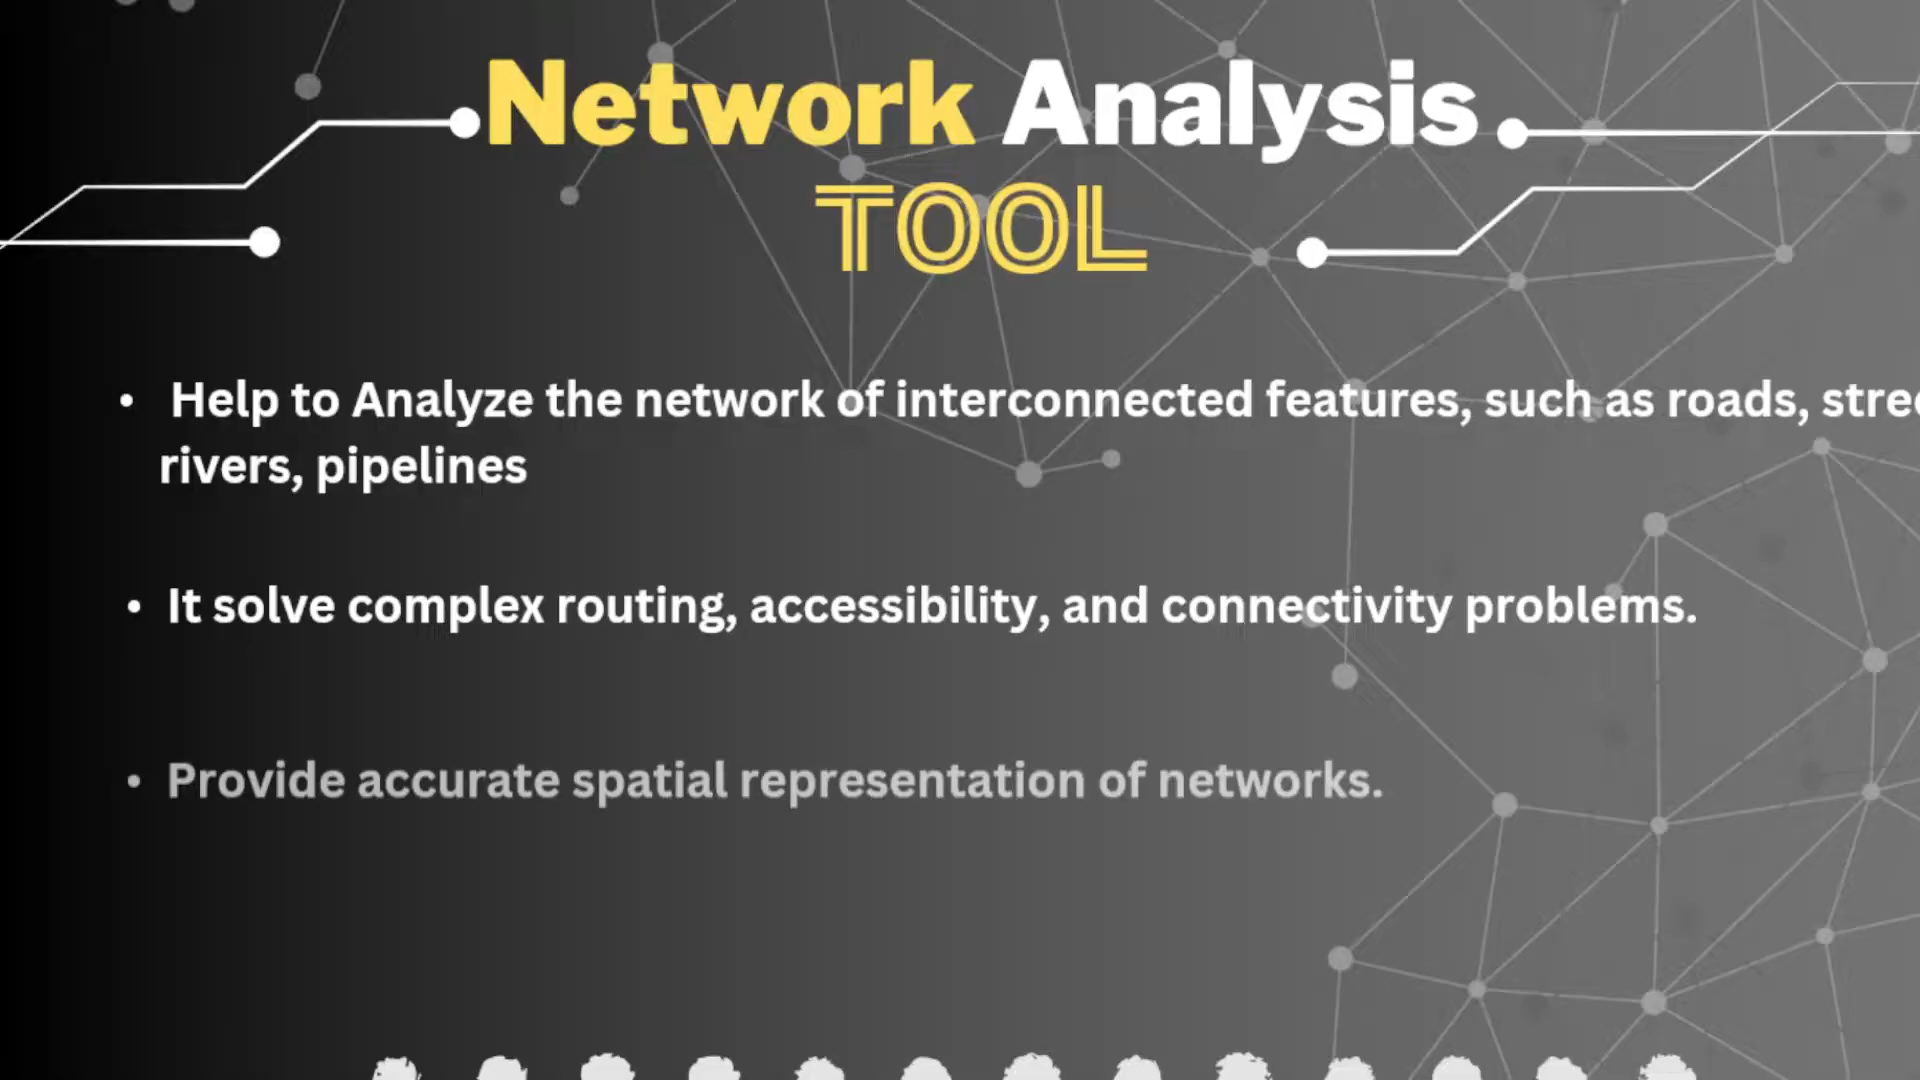 Network Analysis
TOOL
• Help to Analyze the network of interconnected features, such as roads,
rivers, pipelines
• It solve complex routing, accessibility, and connectivity problems.
• Provide accurate spatial representation of networks.